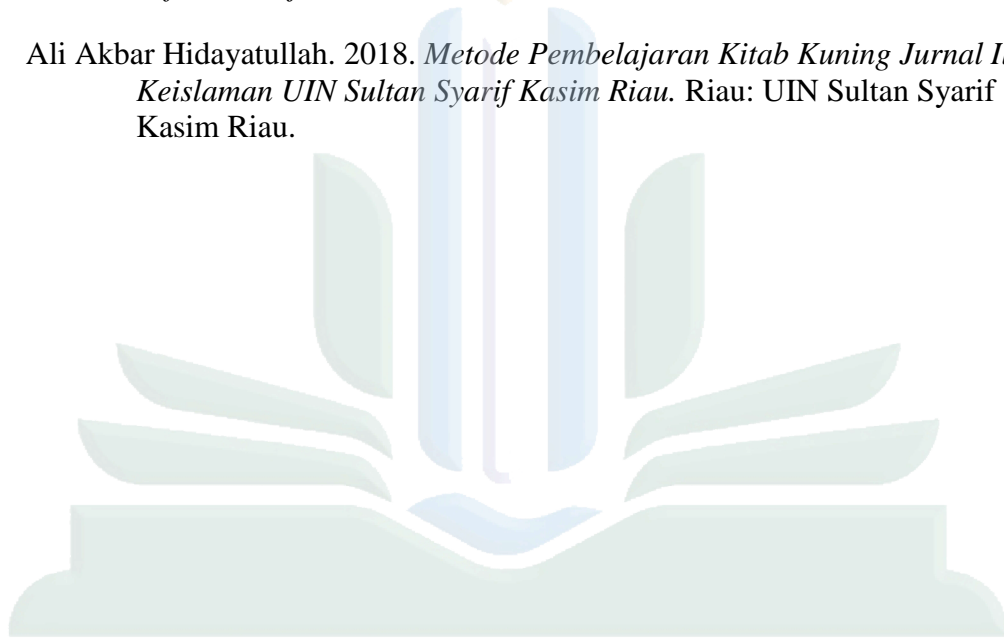 Ali Akbar Hidayatullah. 2018. Metode Pembelajaran Kitab Kuning Jurnal
Keislaman UIN Sultan Syarif Kasim Riau. Riau: UIN Sultan Syarif
Kasim Riau.